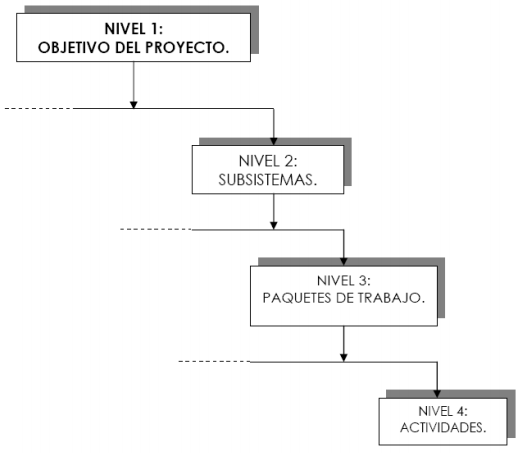 NIVEL 1:
OBJETIVO DEL PROYECTO.
NIVEL 2:
SUBSISTEMAS.
NIVEL 3:
PAQUETES DE TRABAJO.
NIVEL 4:
ACTIVIDADES.